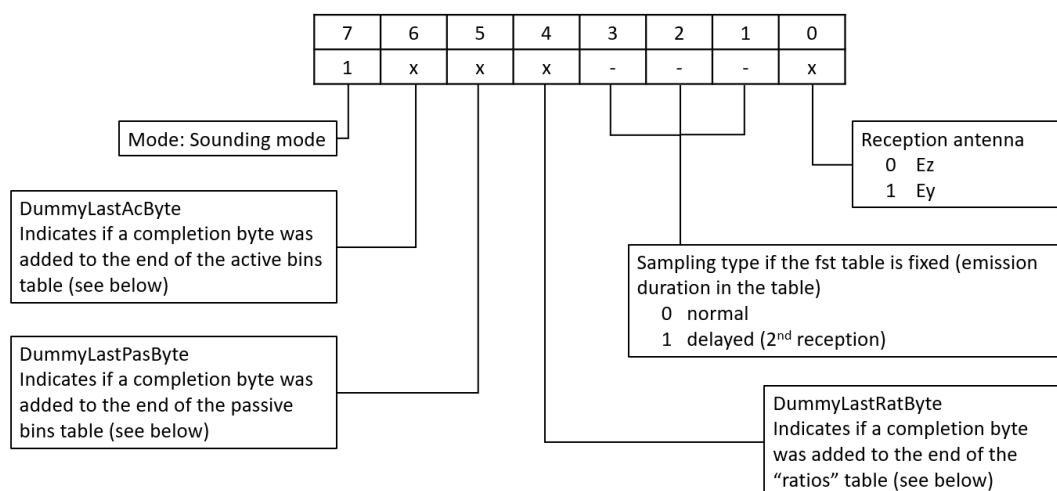 7 6 5 4 3 2 1 0
1 x x x - - - x
Mode: Sounding mode
Reception antenna
0 Ez
1 Ey
DummyLastAcByte
Indicates if a completion byte was
added to the end of the active bins
table (see below)
Sampling type if the fst table is fixed (emission
duration in the table)
0 normal
1 delayed (2nd reception)
DummyLastPasByte
Indicates if a completion byte was
added to the end of the passive
bins table (see below)
DummyLastRatByte
Indicates if a completion byte
was added to the end of the
“ratios” table (see below)